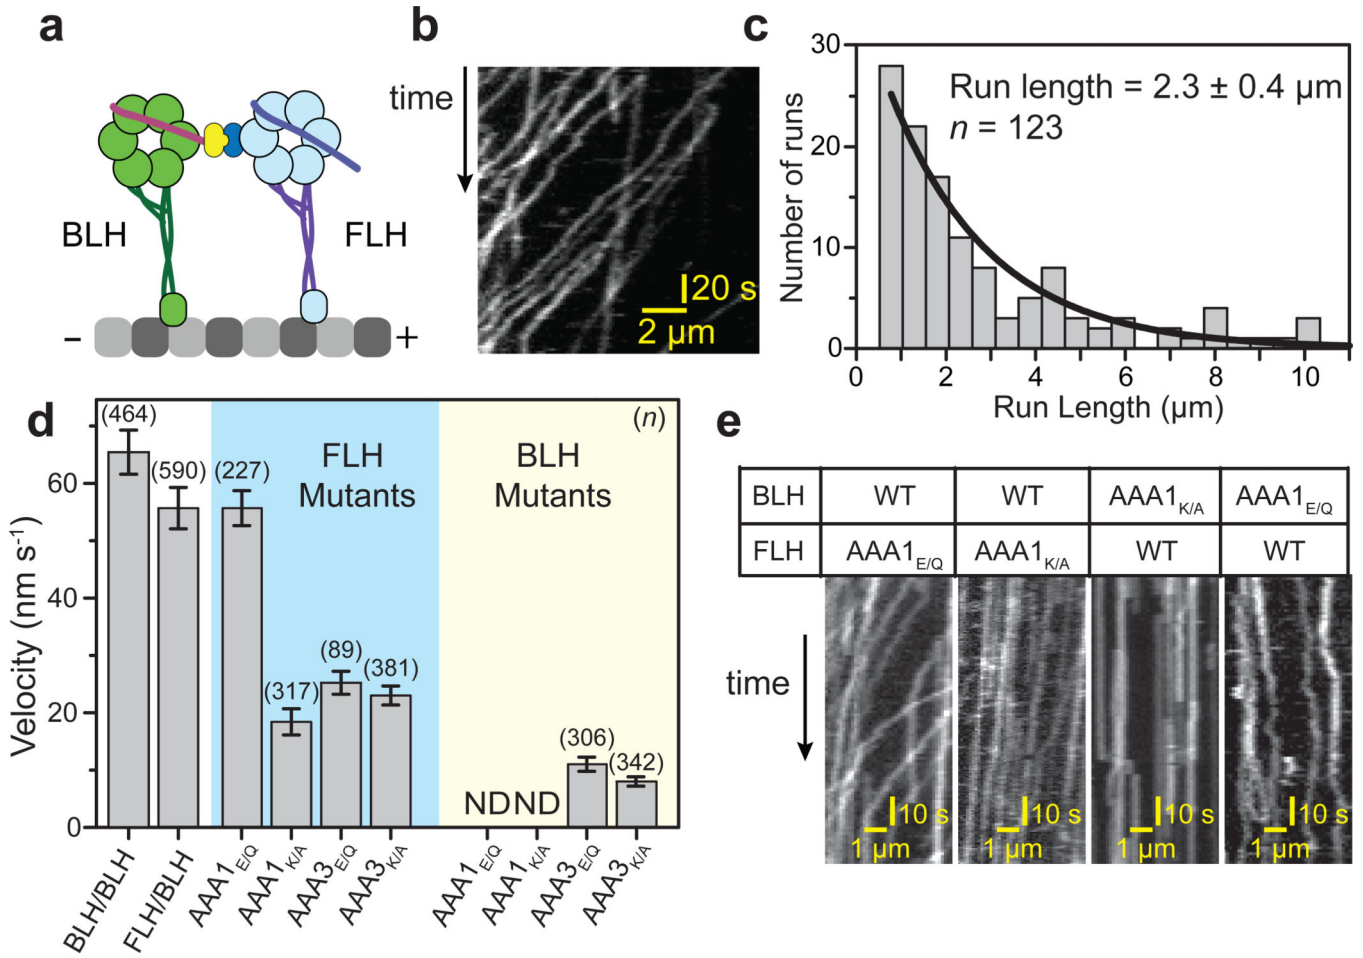 a
BLH
FLH
-
+
b
time
20 s
2 μm
c
30
20
10
0
Number of runs
Run length = 2.3 ± 0.4 μm
n = 123
0
2
4
6
8
10
Run Length (μm)
d
(n)
FLH
Mutants
BLH
Mutants
(464)
(590)
(227)
(317)
(89)
(381)
NDND
(306)
(342)
60
40
20
0
Velocity (nm s-1)
BLH/BLH
FLH/BLH
AAA1E/Q
AAA1K/A
AAA3E/Q
AAA3K/A
AAA1E/Q
AAA1K/A
AAA3E/Q
AAA3K/A
e
BLH WT WT AAA1K/A AAA1E/Q
FLH AAA1E/Q AAA1K/A WT WT
time
10 s
1 μm
10 s
1 μm
10 s
1 μm
10 s
1 μm